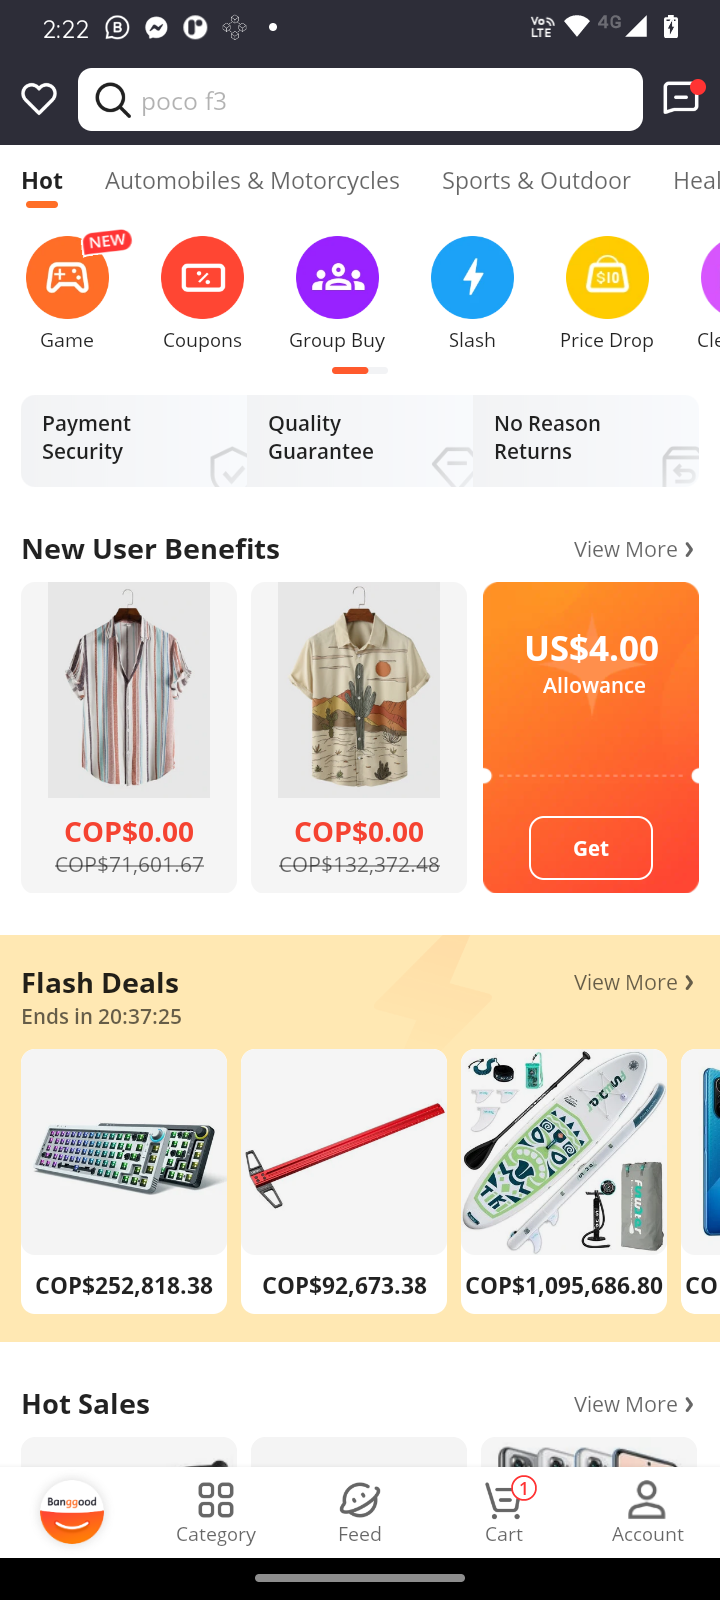 2:22
Vo LTE 4G
poco f3
Hot Automobiles & Motorcycles Sports & Outdoor Heal
NEW
Game Coupons Group Buy Slash Price Drop Cle
$10
Payment Security
Quality Guarantee
No Reason Returns
New User Benefits View More
COP$0.00
COP$71,601.67
COP$0.00
COP$132,372.48
US$4.00
Allowance
Get
Flash Deals View More
Ends in 20:37:25
COP$252,818.38 COP$92,673.38 COP$1,095,686.80 CO
Hot Sales View More
Banggood
Category Feed Cart Account
1